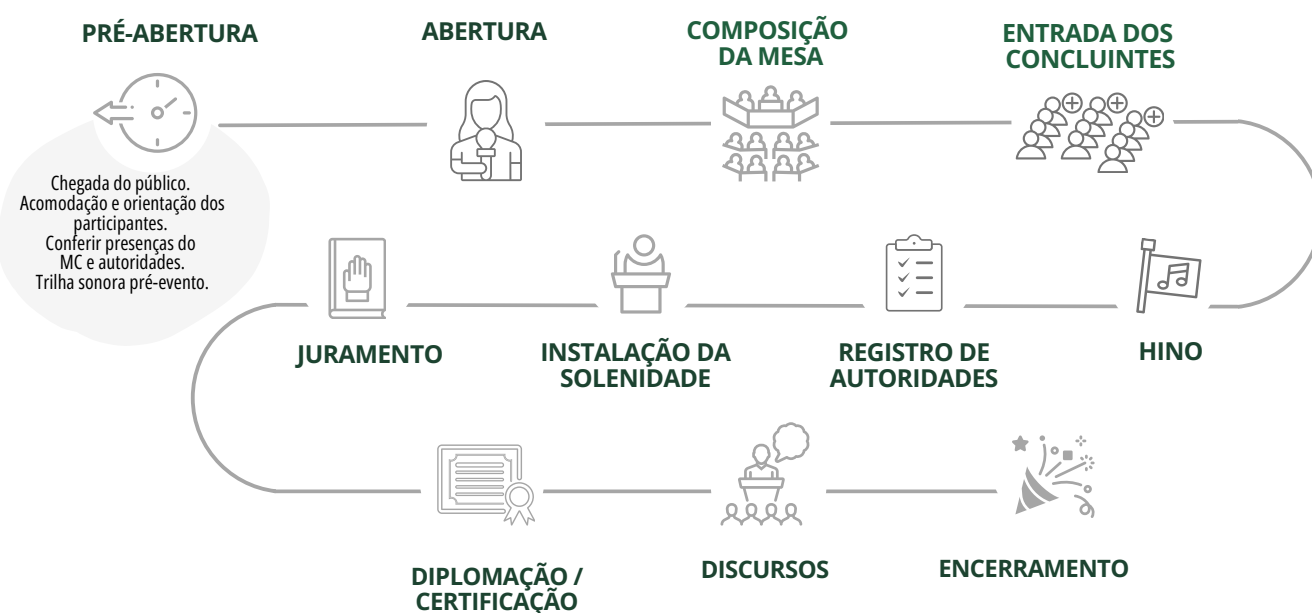 PRÉ-ABERTURA
ABERTURA
COMPOSIÇÃO
DA MESA
ENTRADA DOS
CONCLUINTES
Chegada do público.
Acomodação e orientação dos
participantes.
Conferir presenças do
MC e autoridades.
Trilha sonora pré-evento.
HINO
REGISTRO DE
AUTORIDADES
INSTALAÇÃO DA
SOLENIDADE
JURAMENTO
DIPLOMAÇÃO /
CERTIFICAÇÃO
DISCURSOS
ENCERRAMENTO